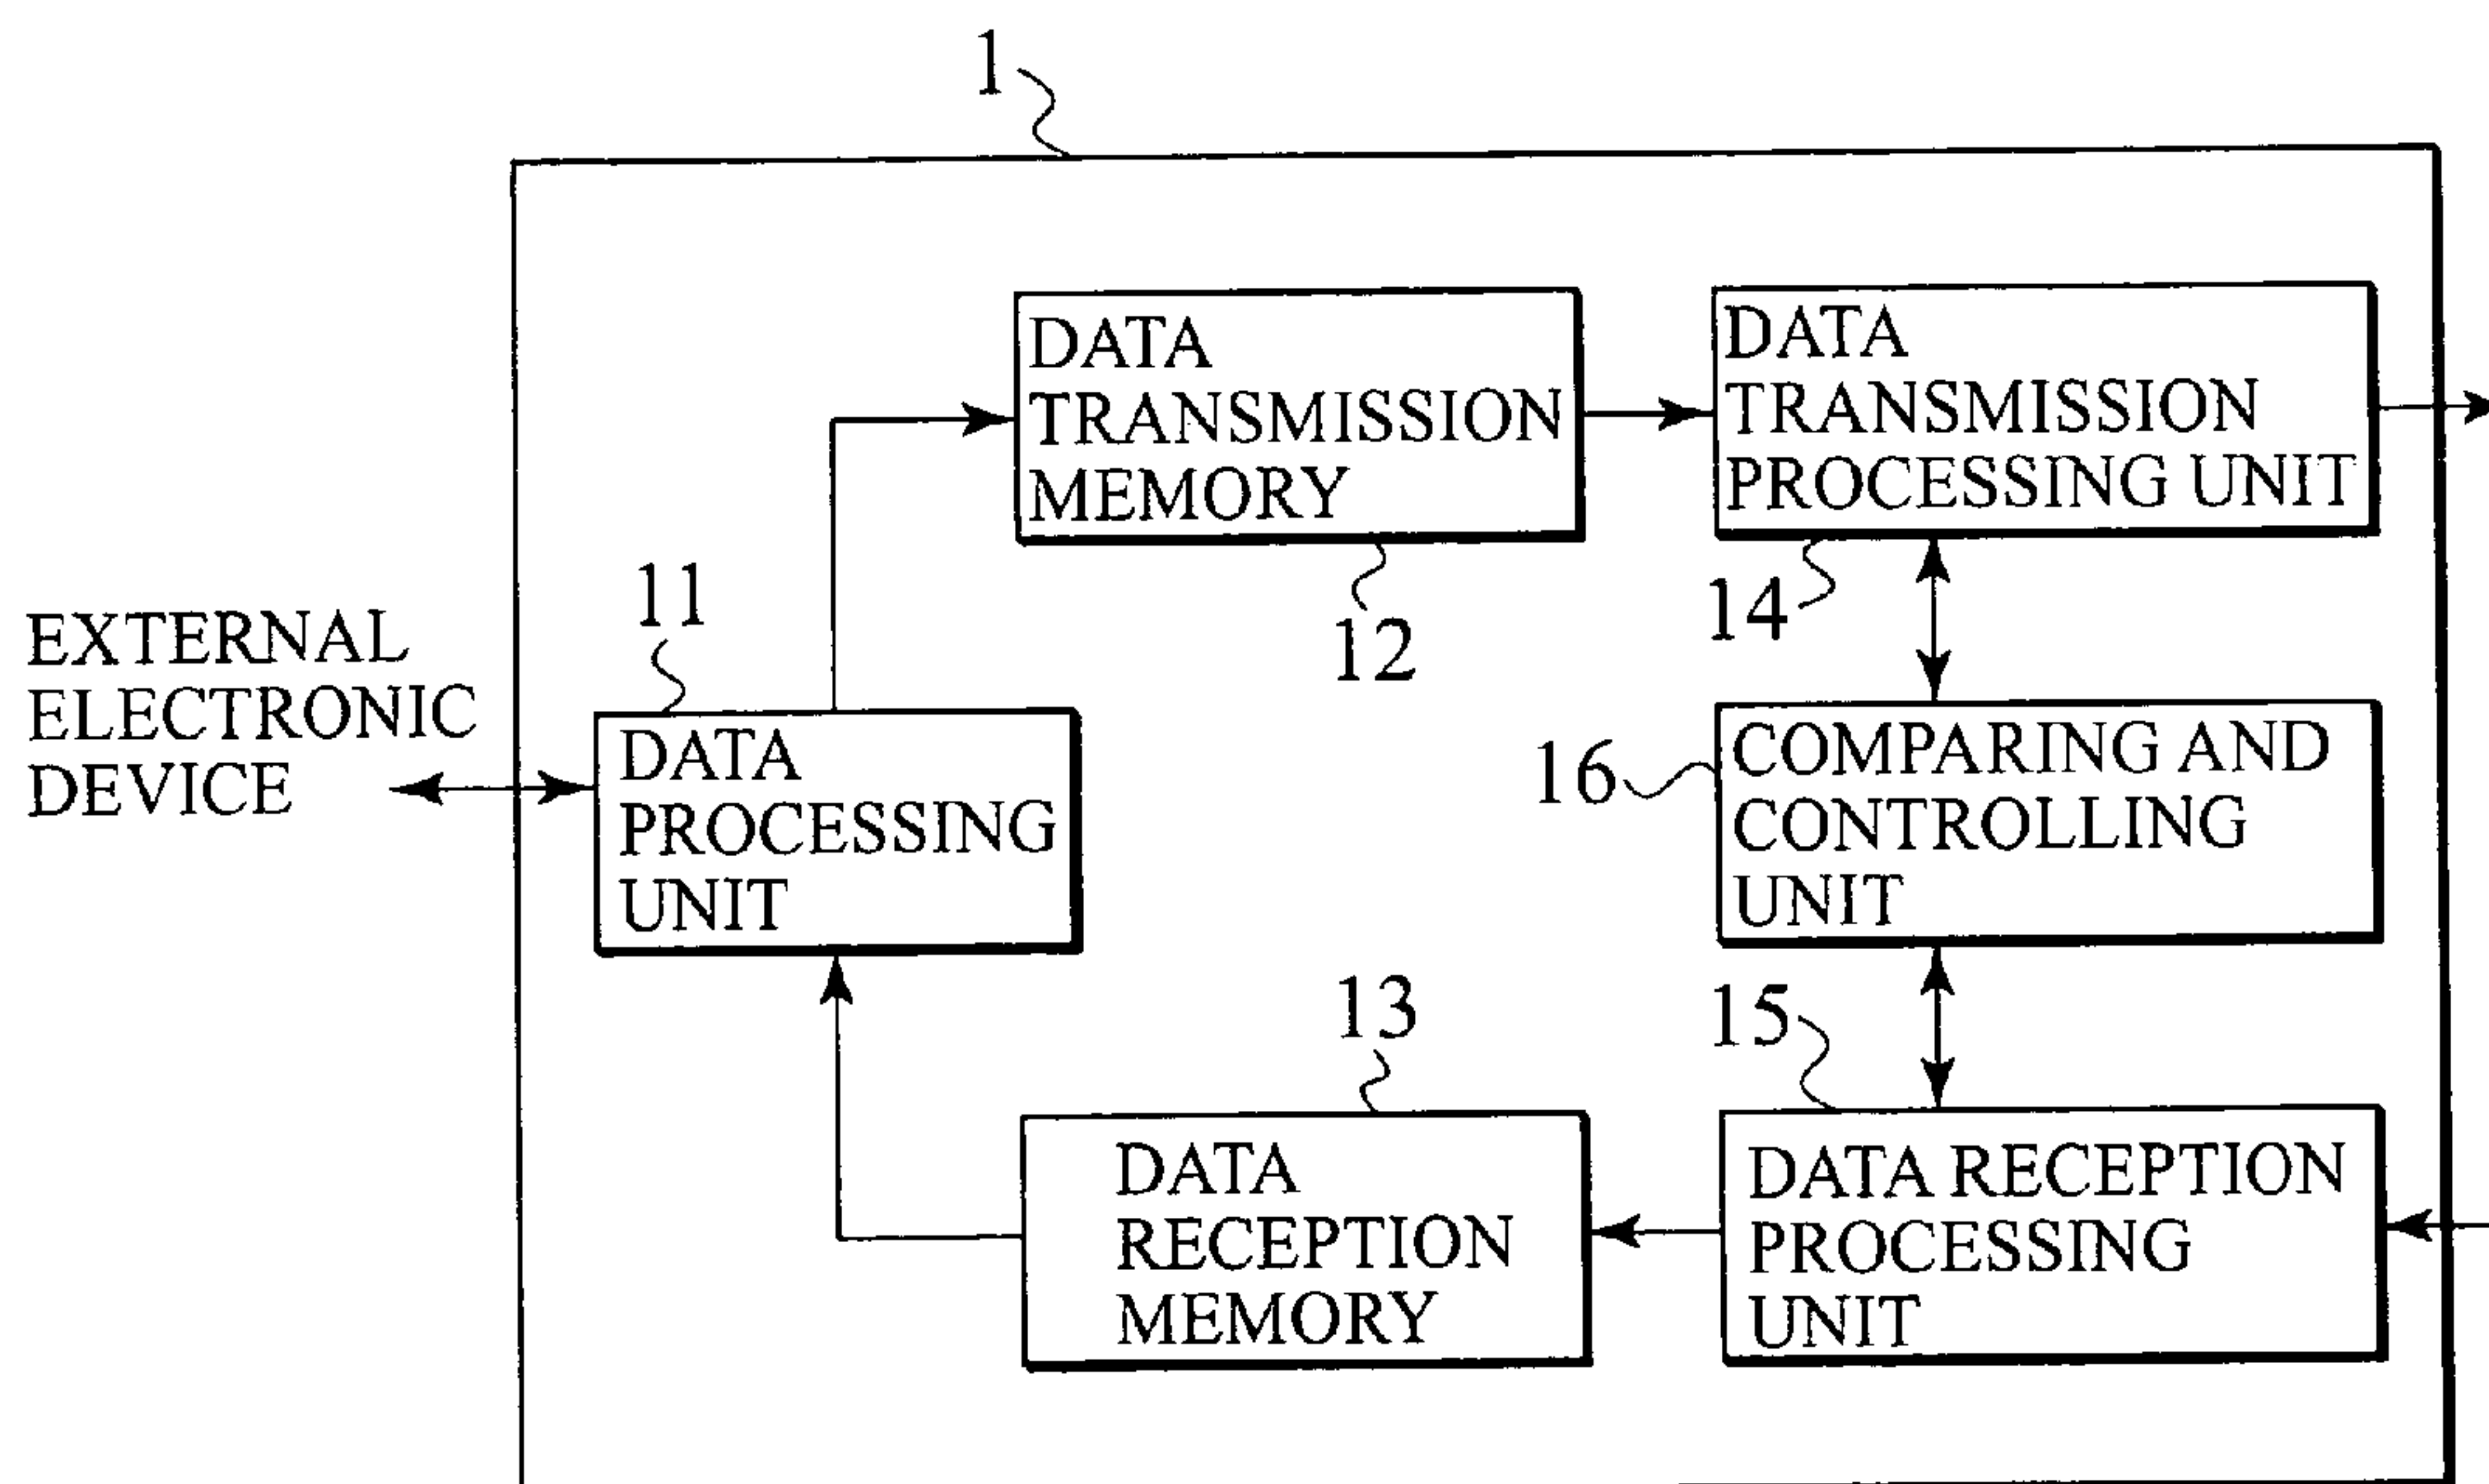 1
DATA
TRANSMISSION
MEMORY
12
DATA
TRANSMISSION
PROCESSING UNIT
14
EXTERNAL
ELECTRONIC
DEVICE
11
DATA
PROCESSING
UNIT
16
COMPARING AND
CONTROLLING
UNIT
13
DATA
RECEPTION
MEMORY
15
DATA RECEPTION
PROCESSING
UNIT